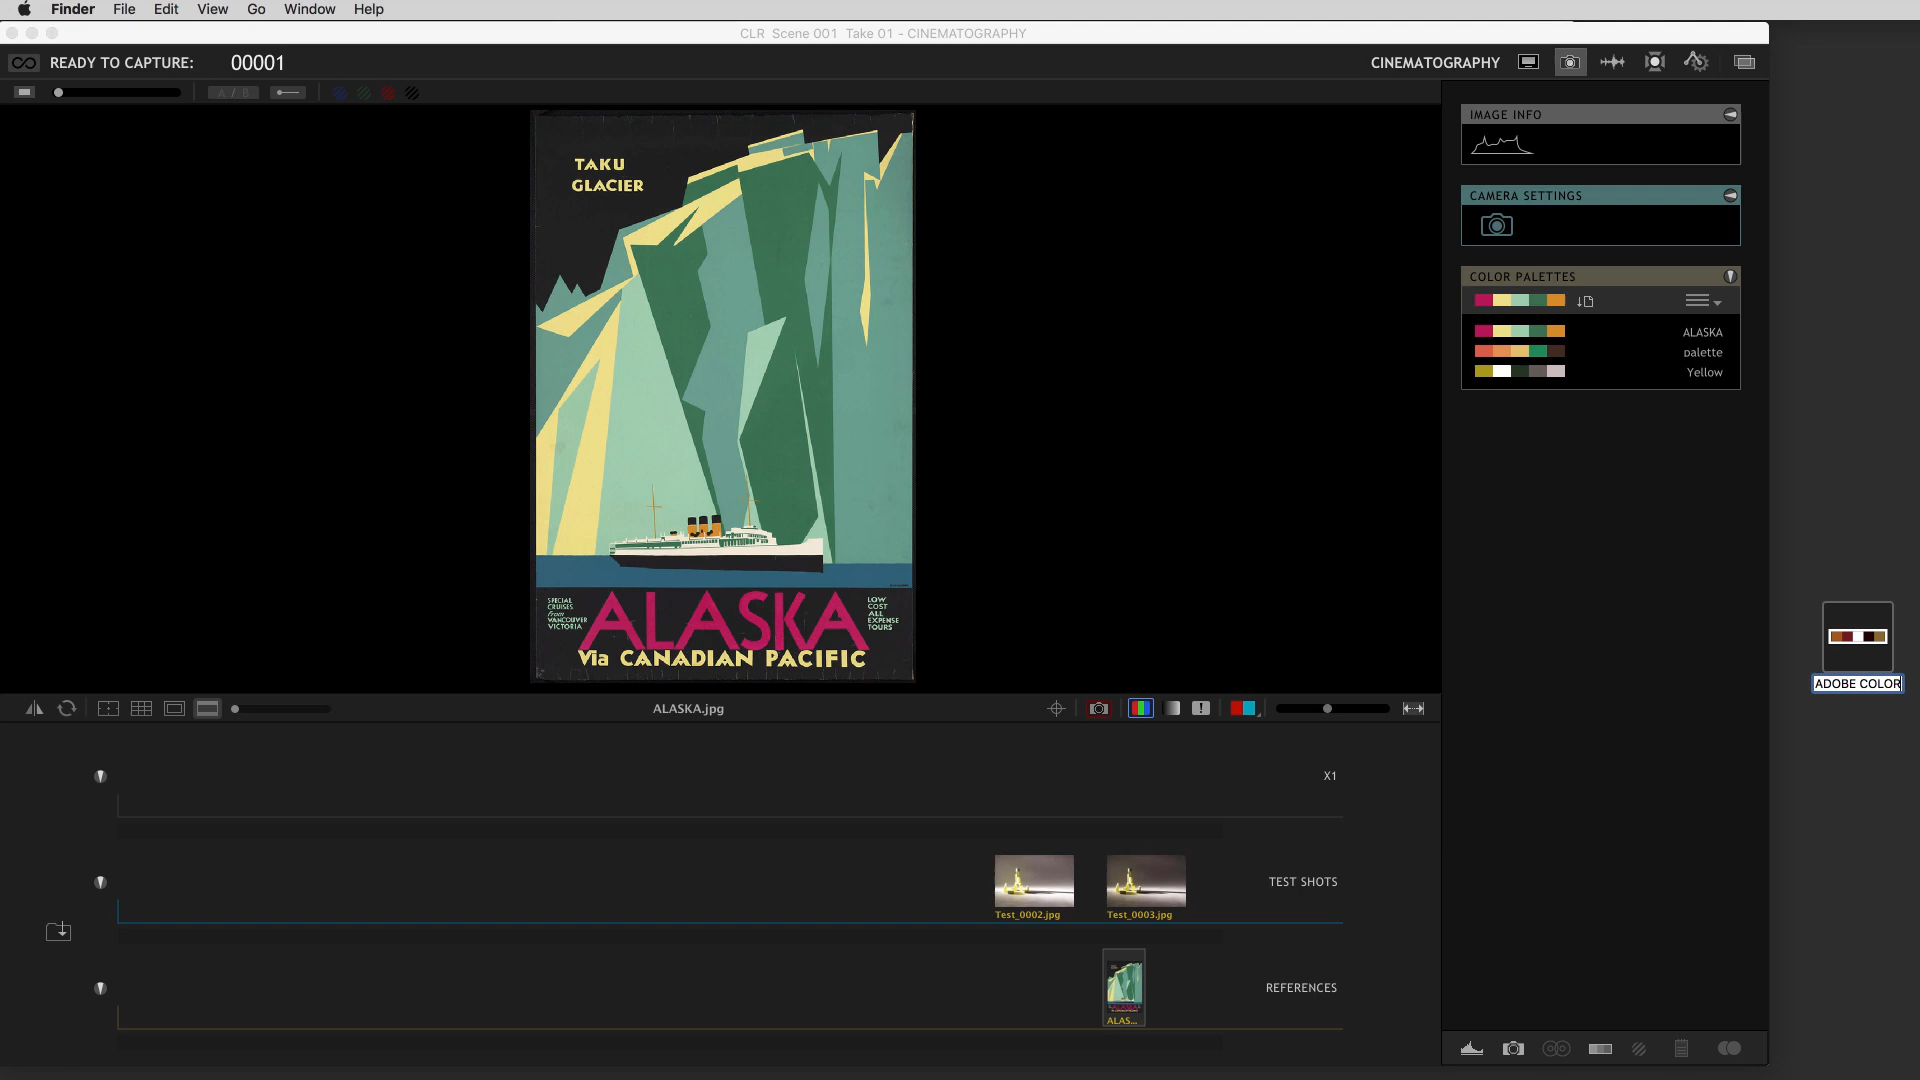 Finder File Edit View Go Window Help
CLR Scene 001 Take 01 - CINEMATOGRAPHY
READY TO CAPTURE: 00001
CINEMATOGRAPHY
A / B
IMAGE INFO
CAMERA SETTINGS
COLOR PALETTES
ALASKA
palette
Yellow
TAKU
GLACIER
SPECIAL
CRUISES
from
VANCOUVER
VICTORIA
ALASKA
LOW
COST
ALL
EXPENSE
TOURS
Via CANADIAN PACIFIC
ADOBE COLOR
ALASKA.jpg
X1
TEST SHOTS
Test_0002.jpg
Test_0003.jpg
REFERENCES
ALAS...